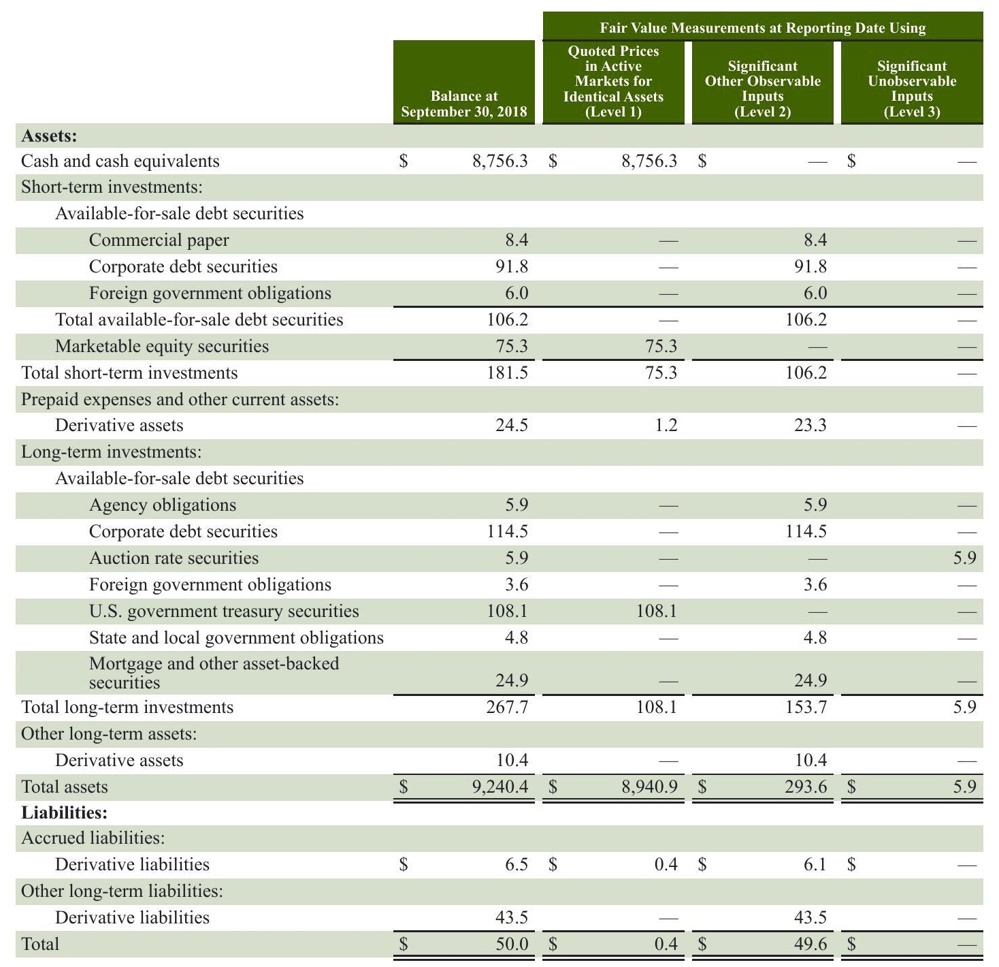 Fair Value Measurements at Reporting Date Using
Balance at
September 30, 2018
Quoted Prices
in Active
Markets for
Identical Assets
(Level 1)
Significant
Other Observable
Inputs
(Level 2)
Significant
Unobservable
Inputs
(Level 3)
Assets:
Cash and cash equivalents $ 8,756.3 $ 8,756.3 $ — $ —
Short-term investments:
Available-for-sale debt securities
Commercial paper 8.4 — 8.4 —
Corporate debt securities 91.8 — 91.8 —
Foreign government obligations 6.0 — 6.0 —
Total available-for-sale debt securities 106.2 — 106.2 —
Marketable equity securities 75.3 75.3 — —
Total short-term investments 181.5 75.3 106.2 —
Prepaid expenses and other current assets:
Derivative assets 24.5 1.2 23.3 —
Long-term investments:
Available-for-sale debt securities
Agency obligations 5.9 — 5.9 —
Corporate debt securities 114.5 — 114.5 —
Auction rate securities 5.9 — — 5.9
Foreign government obligations 3.6 — 3.6 —
U.S. government treasury securities 108.1 108.1 — —
State and local government obligations 4.8 — 4.8 —
Mortgage and other asset-backed
securities 24.9 — 24.9 —
Total long-term investments 267.7 108.1 153.7 5.9
Other long-term assets:
Derivative assets 10.4 — 10.4 —
Total assets $ 9,240.4 $ 8,940.9 $ 293.6 $ 5.9
Liabilities:
Accrued liabilities:
Derivative liabilities $ 6.5 $ 0.4 $ 6.1 $ —
Other long-term liabilities:
Derivative liabilities 43.5 — 43.5 —
Total $ 50.0 $ 0.4 $ 49.6 $ —